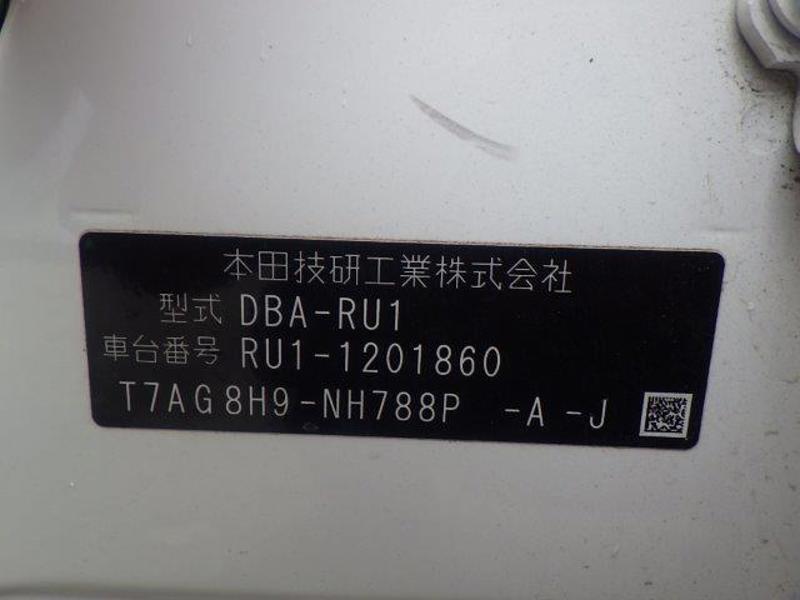 本田技研工業株式会社
型式 DBA-RU1
車台番号 RU1-1201860
T7AG8H9-NH788P -A-J